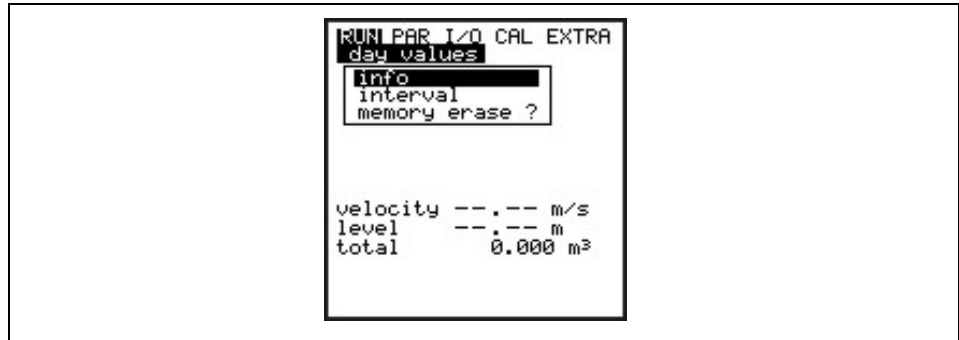 RUN PAR I/O CAL EXTRA
day values
info
interval
memory erase ?
velocity --.-- m/s
level --.-- m
total 0.000 m³